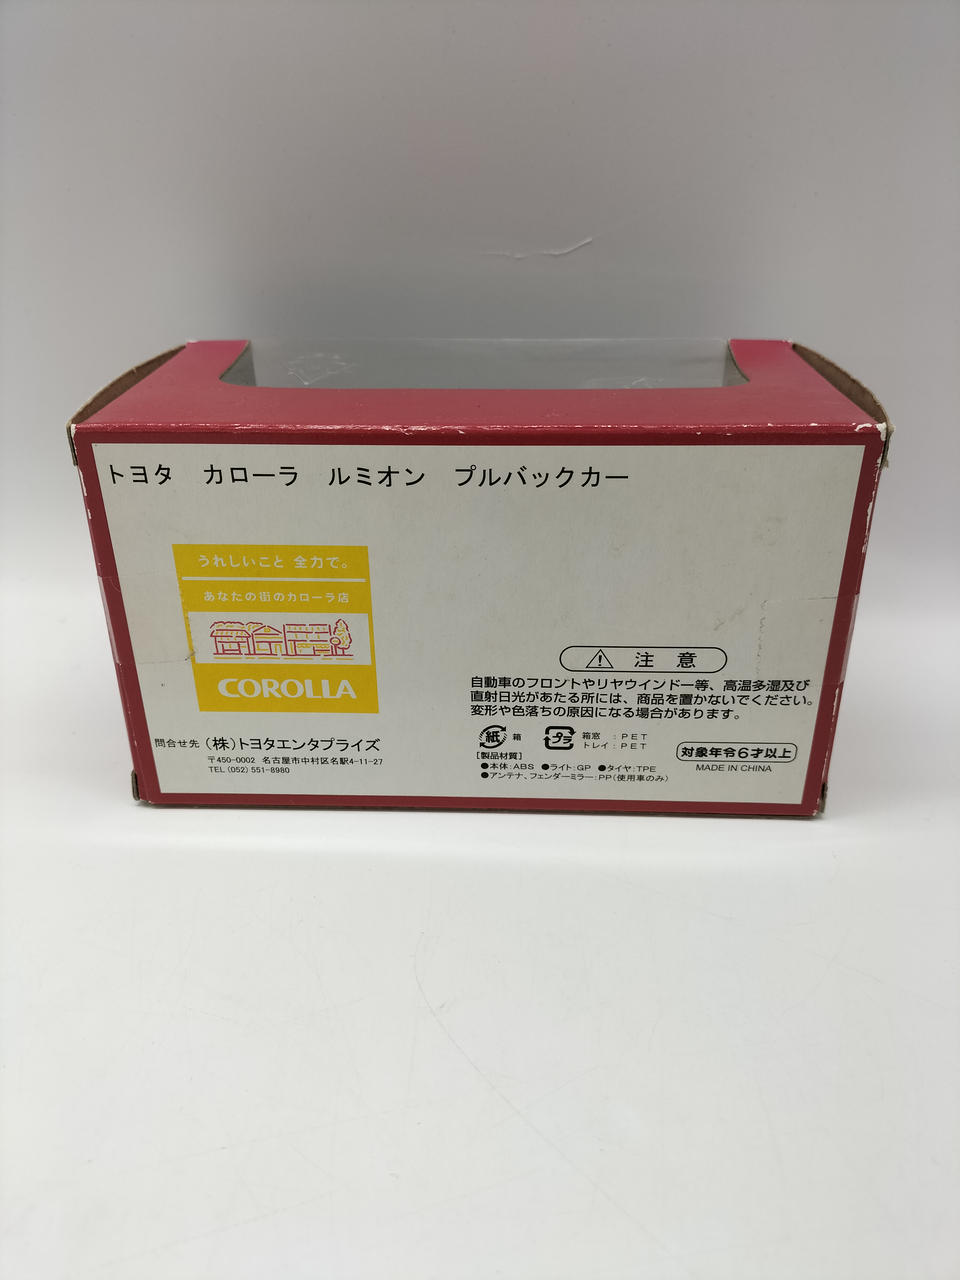 トヨタ カローラ ルミオン プルバックカー
うれしいこと 全力で。
あなたの街のカローラ店
COROLLA
問合せ先 (株)トヨタエンタプライズ
〒450-0002 名古屋市中村区名駅4-11-27
TEL (052) 551-8980
注意
自動車のフロントやリヤウインドー等、高温多湿及び
直射日光があたる所には、商品を置かないでください。
変形や色落ちの原因になる場合があります。
紙 箱
プラ 箱窓 : PET
トレイ : PET
[製品材質]
●本体:ABS ●ライト:GP ●タイヤ:TPE
●アンテナ、フェンダーミラー:PP(使用車のみ)
対象年令6才以上
MADE IN CHINA